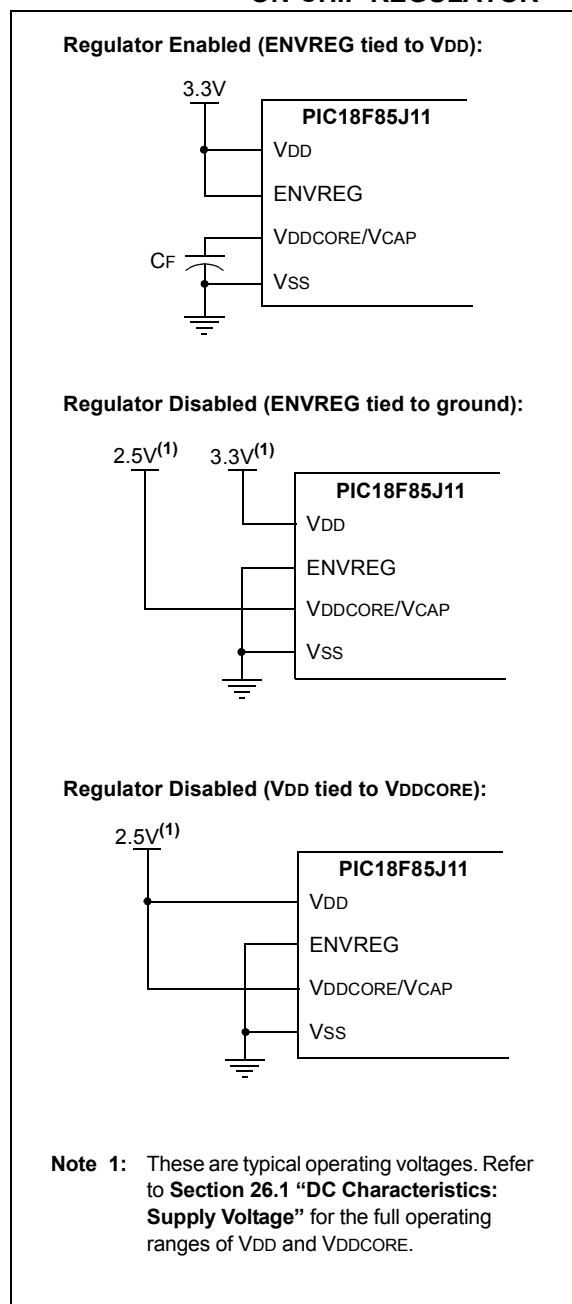 ON-CHIP REGULATOR
Regulator Enabled (ENVREG tied to VDD):
3.3V
PIC18F85J11
VDD
ENVREG
VDDCORE/VCAP
CF
VSS
Regulator Disabled (ENVREG tied to ground):
2.5V(1) 3.3V(1)
PIC18F85J11
VDD
ENVREG
VDDCORE/VCAP
VSS
Regulator Disabled (VDD tied to VDDCORE):
2.5V(1)
PIC18F85J11
VDD
ENVREG
VDDCORE/VCAP
VSS
Note 1: These are typical operating voltages. Refer
to Section 26.1 “DC Characteristics:
Supply Voltage” for the full operating
ranges of VDD and VDDCORE.